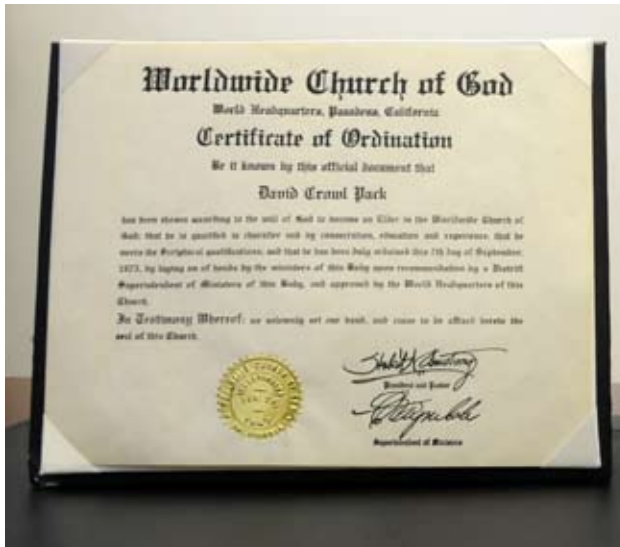 Worldwide Church of God
World Headquarters, Pasadena, California
Certificate of Ordination
Be it known by this official document that
David Crawl Pack
has been shown according to the will of God to become an Elder in the Worldwide Church of
God; that he is qualified in character and by consecration, education and experience; that he
meets the Scriptural qualifications; and that he has been duly ordained this 7th day of September,
1973, by laying on of hands by the ministers of this Body upon recommendation by a District
Superintendent of Ministers of this Body, and approved by the World Headquarters of this
Church.
In Testimony Whereof: we solemnly set our hand, and cause to be affixed hereto the
seal of this Church.
President and Pastor
Superintendent of Ministers